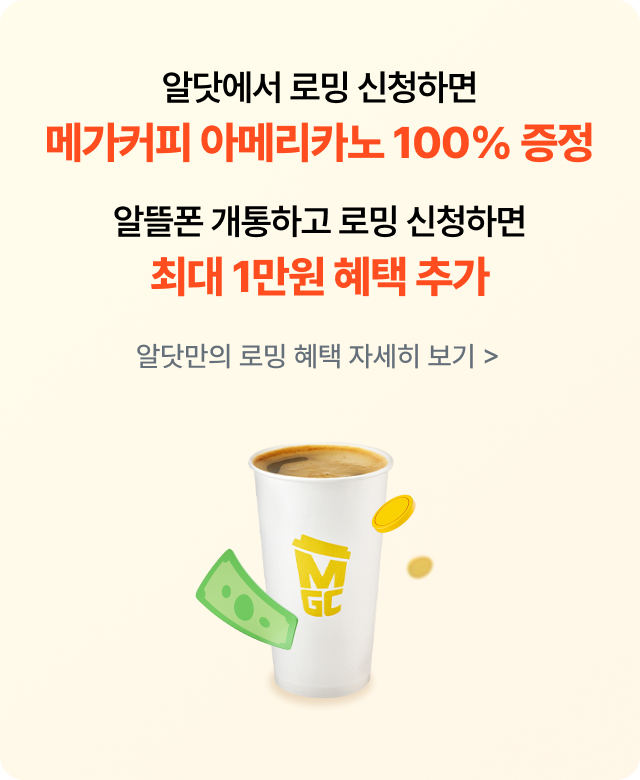 알닷에서 로밍 신청하면
메가커피 아메리카노 100% 증정
알뜰폰 개통하고 로밍 신청하면
최대 1만원 혜택 추가
알닷만의 로밍 혜택 자세히 보기 >
M
GC